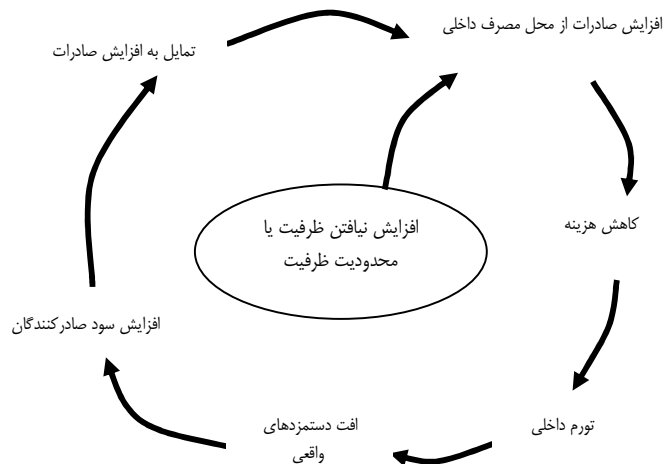 افزایش صادرات از محل مصرف داخلی
تمایل به افزایش صادرات
کاهش هزینه
افزایش نیافتن ظرفیت یا
محدودیت ظرفیت
افزایش سود صادرکنندگان
تورم داخلی
افت دستمزدهای
واقعی